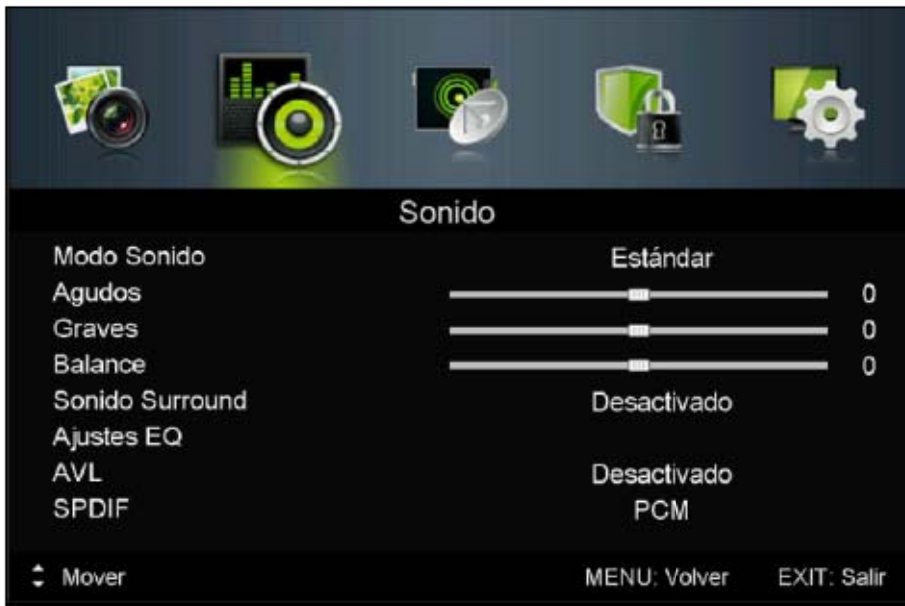 Sonido
Modo Sonido Estándar
Agudos 0
Graves 0
Balance 0
Sonido Surround Desactivado
Ajustes EQ
AVL Desactivado
SPDIF PCM
Mover MENU: Volver EXIT: Salir